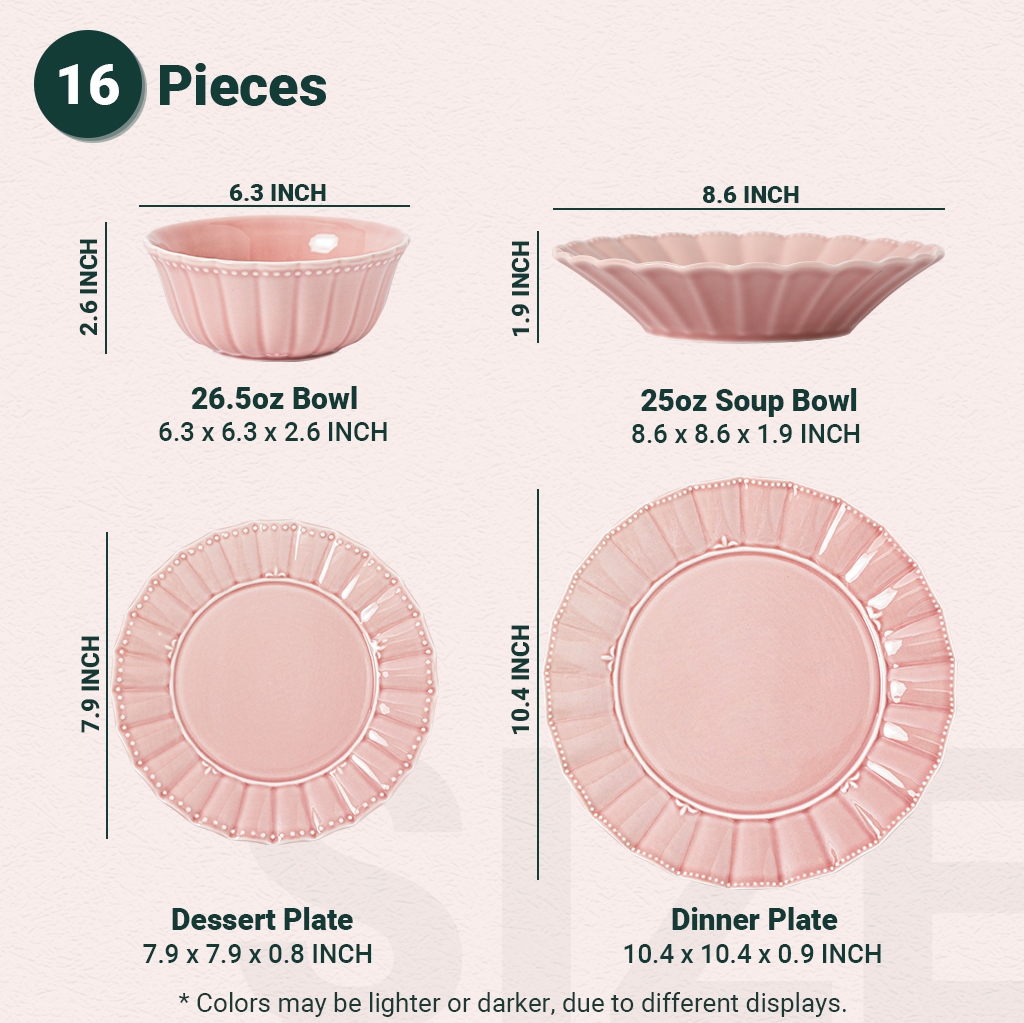 16 Pieces
6.3 INCH
2.6 INCH
26.5oz Bowl
6.3 x 6.3 x 2.6 INCH
8.6 INCH
1.9 INCH
25oz Soup Bowl
8.6 x 8.6 x 1.9 INCH
7.9 INCH
Dessert Plate
7.9 x 7.9 x 0.8 INCH
10.4 INCH
Dinner Plate
10.4 x 10.4 x 0.9 INCH
SIZE
* Colors may be lighter or darker, due to different displays.